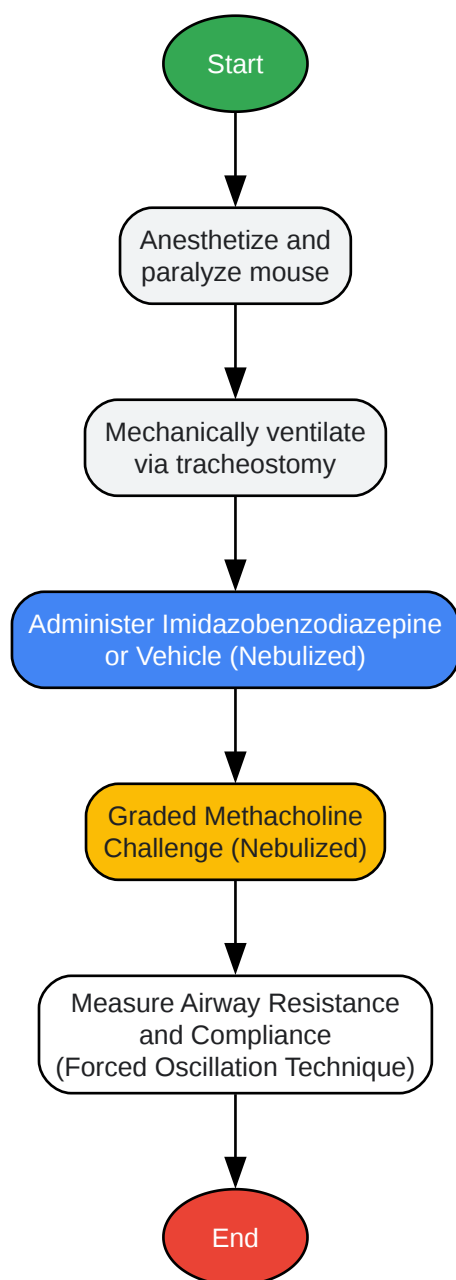 Start
Anesthetize and
paralyze mouse
Mechanically ventilate
via tracheostomy
Administer Imidazobenzodiazepine
or Vehicle (Nebulized)
Graded Methacholine
Challenge (Nebulized)
Measure Airway Resistance
and Compliance
(Forced Oscillation Technique)
End